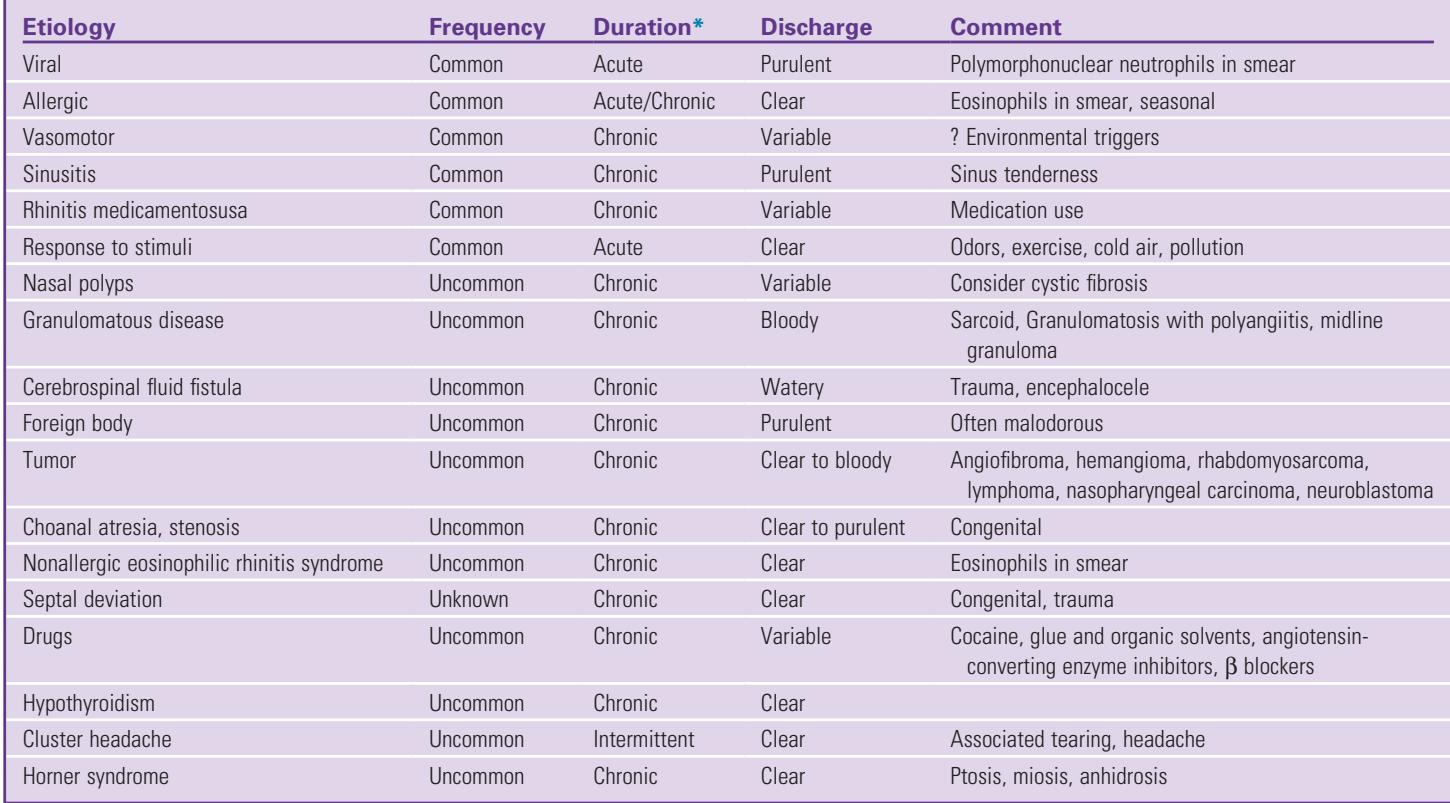 Etiology Frequency Duration* Discharge Comment
Viral Common Acute Purulent Polymorphonuclear neutrophils in smear
Allergic Common Acute/Chronic Clear Eosinophils in smear, seasonal
Vasomotor Common Chronic Variable ? Environmental triggers
Sinusitis Common Chronic Purulent Sinus tenderness
Rhinitis medicamentosusa Common Chronic Variable Medication use
Response to stimuli Common Acute Clear Odors, exercise, cold air, pollution
Nasal polyps Uncommon Chronic Variable Consider cystic fibrosis
Granulomatous disease Uncommon Chronic Bloody Sarcoid, Granulomatosis with polyangiitis, midline
granuloma
Cerebrospinal fluid fistula Uncommon Chronic Watery Trauma, encephalocele
Foreign body Uncommon Chronic Purulent Often malodorous
Tumor Uncommon Chronic Clear to bloody Angiofibroma, hemangioma, rhabdomyosarcoma,
lymphoma, nasopharyngeal carcinoma, neuroblastoma
Choanal atresia, stenosis Uncommon Chronic Clear to purulent Congenital
Nonallergic eosinophilic rhinitis syndrome Uncommon Chronic Clear Eosinophils in smear
Septal deviation Unknown Chronic Clear Congenital, trauma
Drugs Uncommon Chronic Variable Cocaine, glue and organic solvents, angiotensin-
converting enzyme inhibitors, β blockers
Hypothyroidism Uncommon Chronic Clear
Cluster headache Uncommon Intermittent Clear Associated tearing, headache
Horner syndrome Uncommon Chronic Clear Ptosis, miosis, anhidrosis